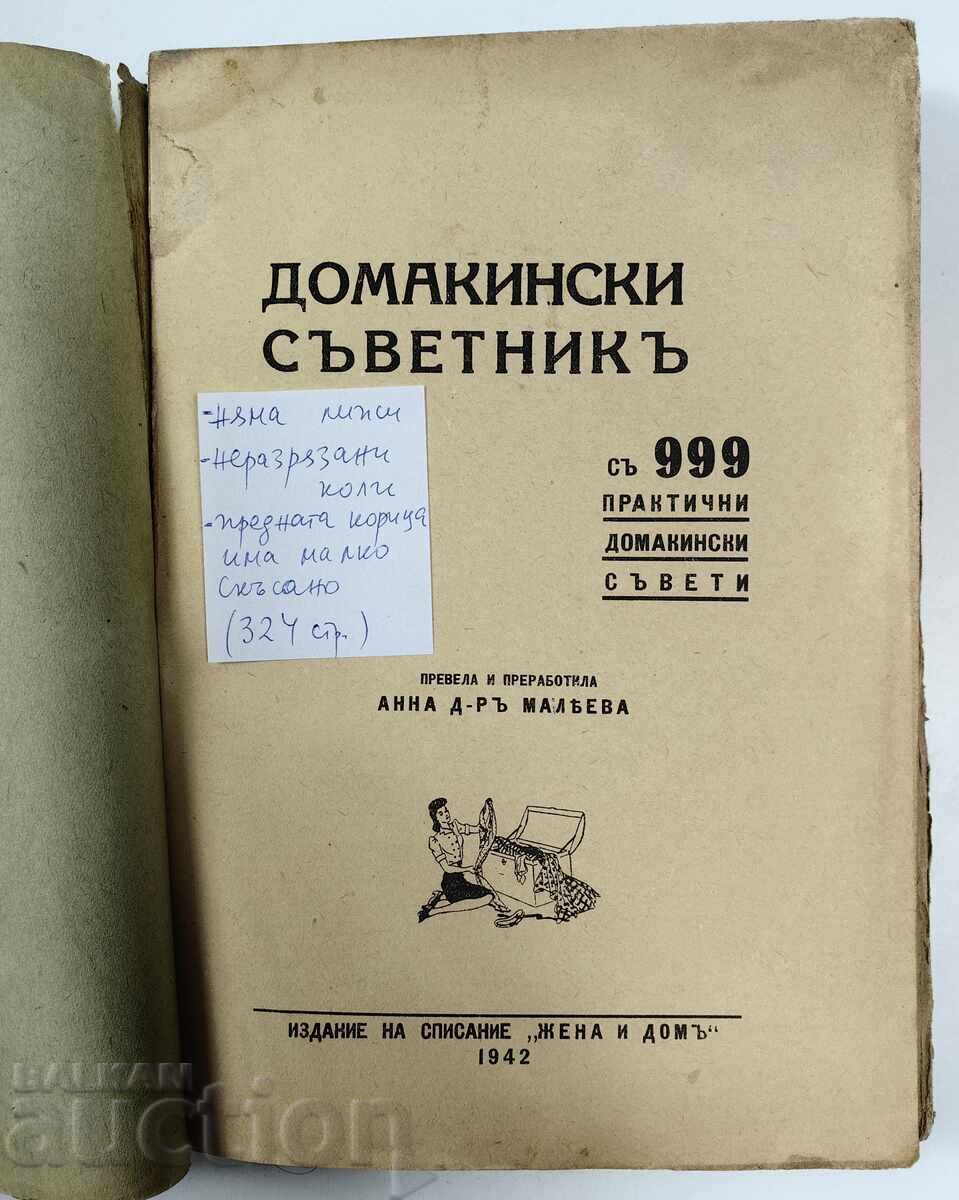 ДОМАКИНСКИ
СЪВЕТНИКЪ
съ 999
ПРАКТИЧНИ
ДОМАКИНСКИ
СЪВЕТИ
-няма липси
-неразрязани
коли
-предната корица
има малко
скъсано
(324 стр.)
ПРЕВЕЛА И ПРЕРАБОТИЛА
АННА Д-РЪ МАЛѢЕВА
ИЗДАНИЕ НА СПИСАНИЕ „ЖЕНА И ДОМЪ“
1942
BALKAN
auction